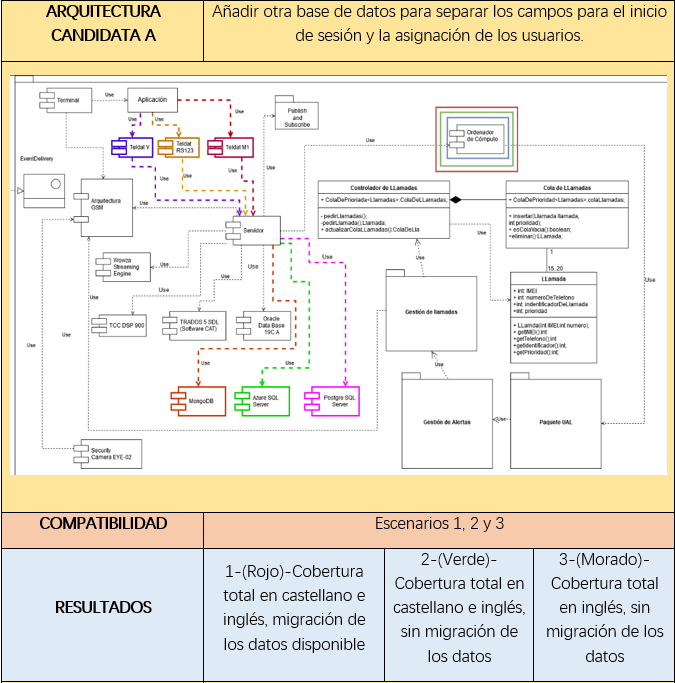 ARQUITECTURA
CANDIDATA A
Añadir otra base de datos para separar los campos para el inicio
de sesión y la asignación de los usuarios.
Terminal
Use
Aplicación
Use
Use
Use
Use
Publish
and
Subscribe
Teldat V
Teldat
RS123
Teldat M1
Use
Ordenador
de Cómputo
EventDelivery
Arquitectura
GSM
Use
Use
Servidor
Controlador de LLamadas
+ ColaDePrioriad<Llamadas>:ColaDeLLamadas;
- pedirLlamadas();
-pedirLlamada():Llamada;
+ actualizarColaLLamadas():ColaDeLla
Cola de LLamadas
+ ColaDePrioridad<Llamadas>:colaLlamadas;
+ insertar(Llamada llamada,
int prioridad);
+ esColaVacia():boolean;
+eliminar():LLamada;
1
15..20
LLamada
+ int IMEI
+ int numeroDeTelefono
+int identificadorDeLlamada
+ int prioridad
+ LLamda(int IMEI,int numero);
+ getIMEI():int
+getTelefono():int
+getIdentificador():int;
+getPrioridad():int;
Wowza
Streaming
Engine
Use
Use
Use
Use
Use
Use
Use
TCC DSP 900
TRADOS 5 SDL
(Software CAT)
Oracle
Data Base
19C A
Gestión de llamadas
Use
Use
Use
Use
Use
MongoDB
Azure SQL
Server
Postgre SQL
Server
Gestión de Alertas
Use
Paquete UAL
Security
Camera EYE-02
COMPATIBILIDAD
Escenarios 1, 2 y 3
RESULTADOS
1-(Rojo)-Cobertura
total en castellano e
inglés, migración de
los datos disponible
2-(Verde)-
Cobertura total en
castellano e inglés,
sin migración de
los datos
3-(Morado)-
Cobertura total
en inglés, sin
migración de los
datos